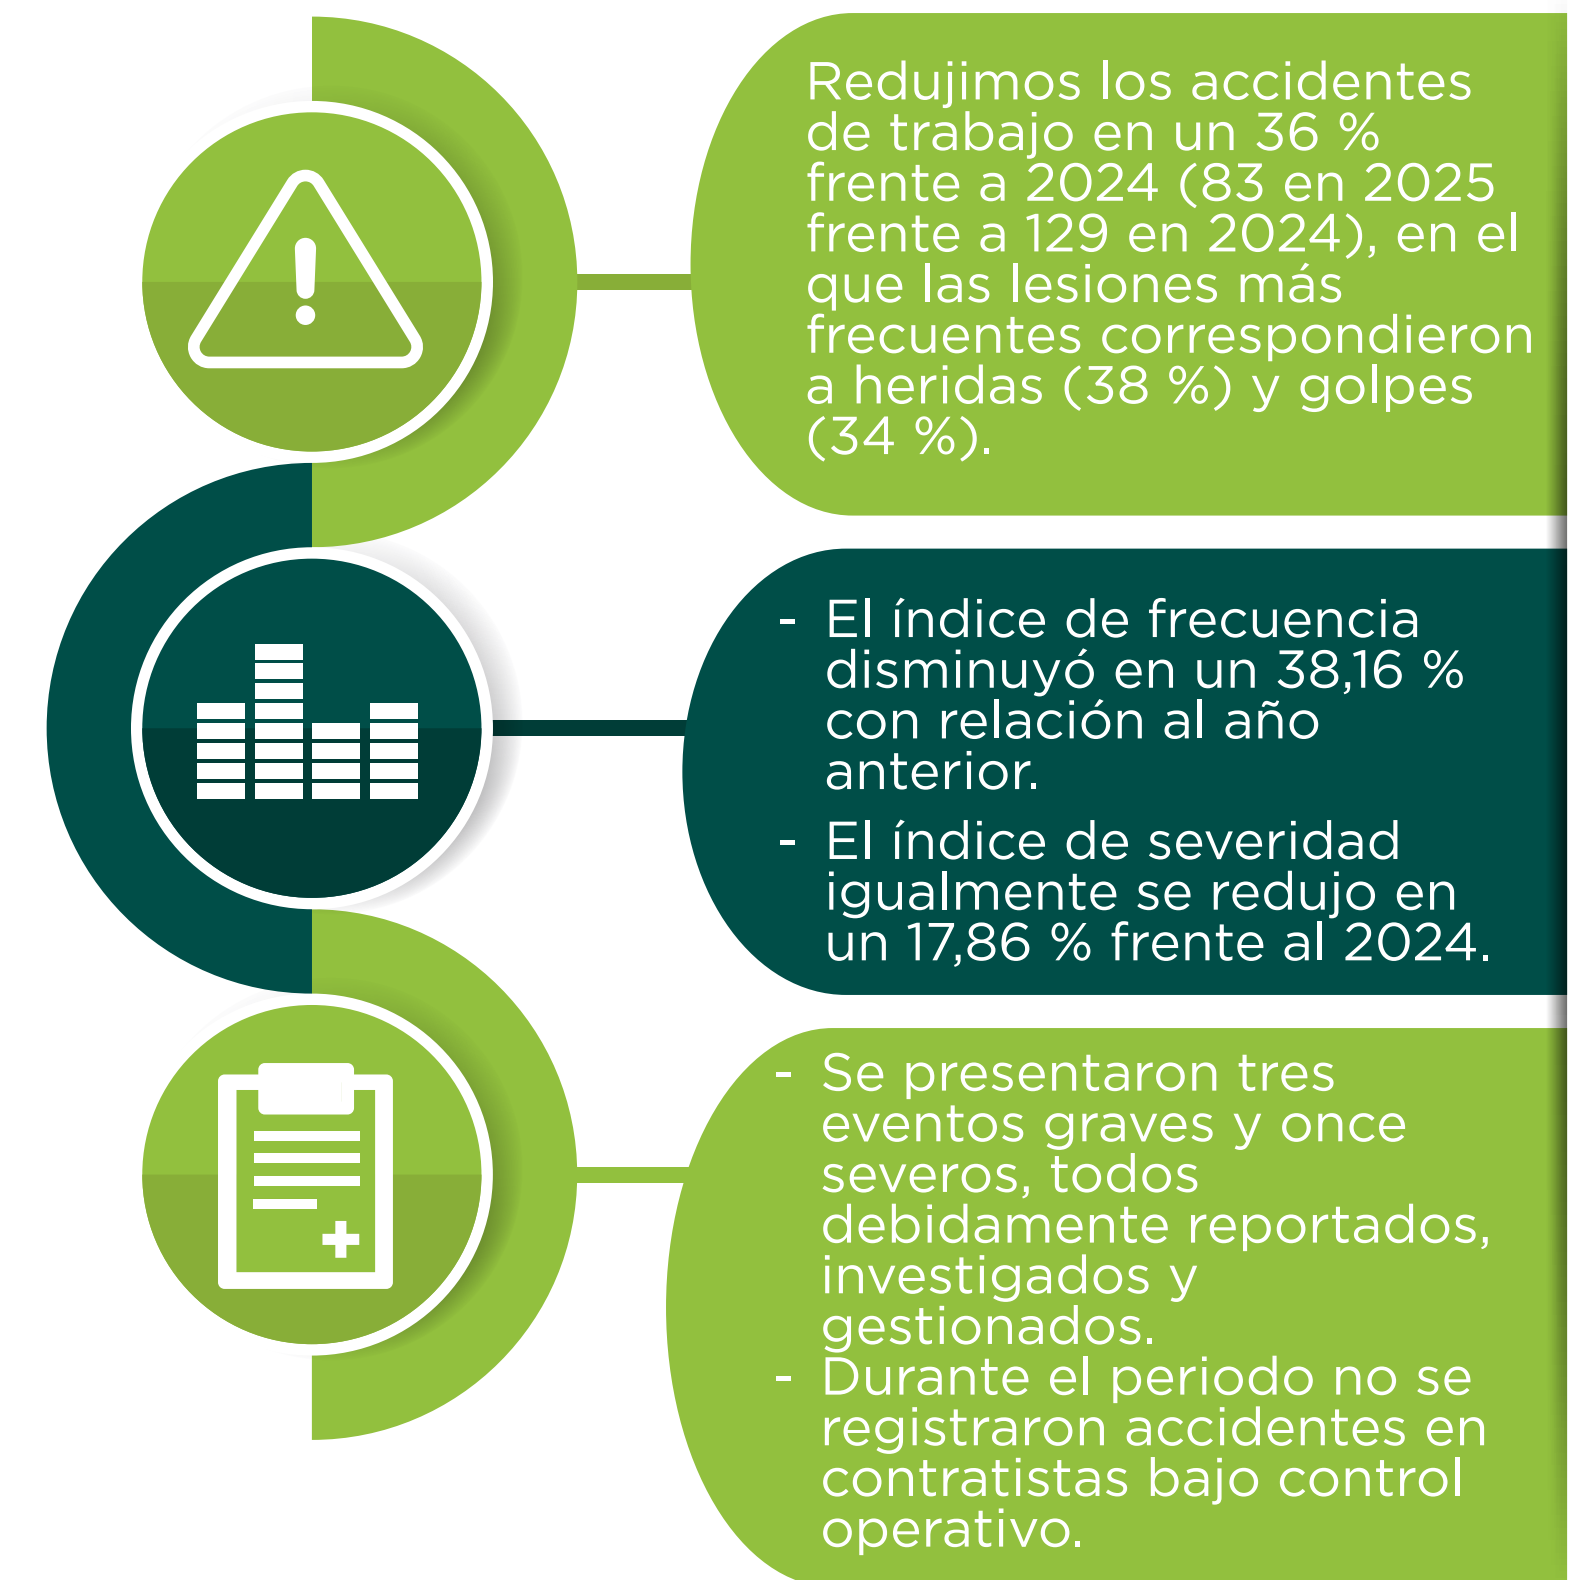 Redujimos los accidentes
de trabajo en un 36 %
frente a 2024 (83 en 2025
frente a 129 en 2024), en el
que las lesiones más
frecuentes correspondieron
a heridas (38 %) y golpes
(34 %).
- El índice de frecuencia
disminuyó en un 38,16 %
con relación al año
anterior.
- El índice de severidad
igualmente se redujo en
un 17,86 % frente al 2024.
- Se presentaron tres
eventos graves y once
severos, todos
debidamente reportados,
investigados y
gestionados.
- Durante el periodo no se
registraron accidentes en
contratistas bajo control
operativo.